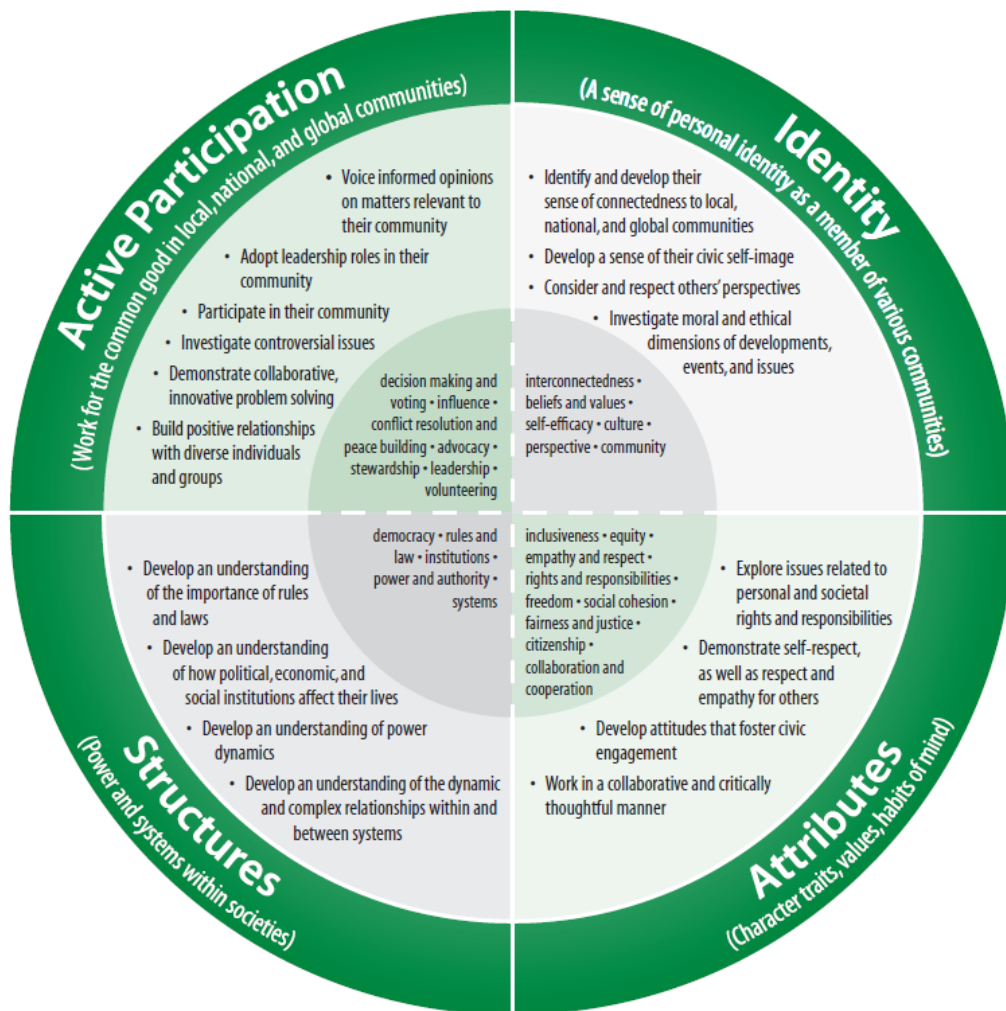 Active Participation
(Work for the common good in local, national, and global communities)
• Voice informed opinions
on matters relevant to
their community
• Adopt leadership roles in their
community
• Participate in their community
• Investigate controversial issues
• Demonstrate collaborative,
innovative problem solving
• Build positive relationships
with diverse individuals
and groups
decision making and
voting • influence •
conflict resolution and
peace building • advocacy •
stewardship • leadership •
volunteering
Identity
(A sense of personal identity as a member of various communities)
• Identify and develop their
sense of connectedness to local,
national, and global communities
• Develop a sense of their civic self-image
• Consider and respect others' perspectives
• Investigate moral and ethical
dimensions of developments,
events, and issues
interconnectedness •
beliefs and values •
self-efficacy • culture •
perspective • community
Structures
(Power and systems within societies)
democracy • rules and
law • institutions •
power and authority •
systems
• Develop an understanding
of the importance of rules
and laws
• Develop an understanding
of how political, economic, and
social institutions affect their lives
• Develop an understanding of power
dynamics
• Develop an understanding of the dynamic
and complex relationships within and
between systems
Attributes
(Character traits, values, habits of mind)
inclusiveness • equity •
empathy and respect •
rights and responsibilities •
freedom • social cohesion •
fairness and justice •
citizenship •
collaboration and
cooperation
• Explore issues related to
personal and societal
rights and responsibilities
• Demonstrate self-respect,
as well as respect and
empathy for others
• Develop attitudes that foster civic
engagement
• Work in a collaborative and critically
thoughtful manner